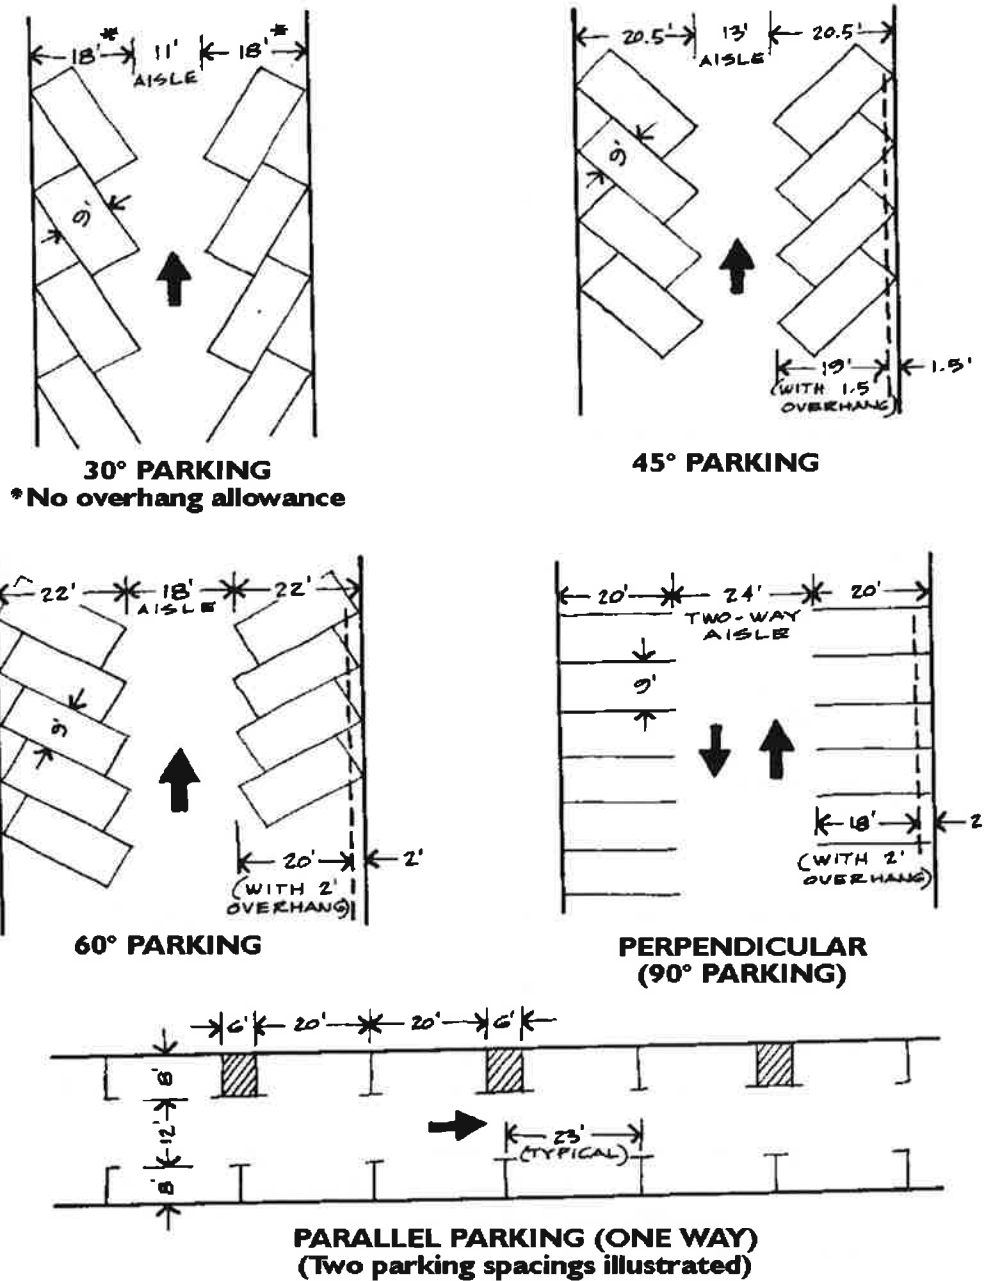 18'* 11' 18'*
AISLE
9'
30° PARKING
*No overhang allowance
20.5' 13' 20.5'
AISLE
9'
19' 1.5'
(WITH 1.5'
OVERHANG)
45° PARKING
22' 18' 22'
AISLE
9'
20' 2'
(WITH 2'
OVERHANG)
60° PARKING
20' 24' 20'
TWO-WAY
AISLE
9'
18' 2
(WITH 2'
OVERHANG)
PERPENDICULAR
(90° PARKING)
6' 20' 20' 6'
8'
12'
8'
23'
(TYPICAL)
PARALLEL PARKING (ONE WAY)
(Two parking spacings illustrated)